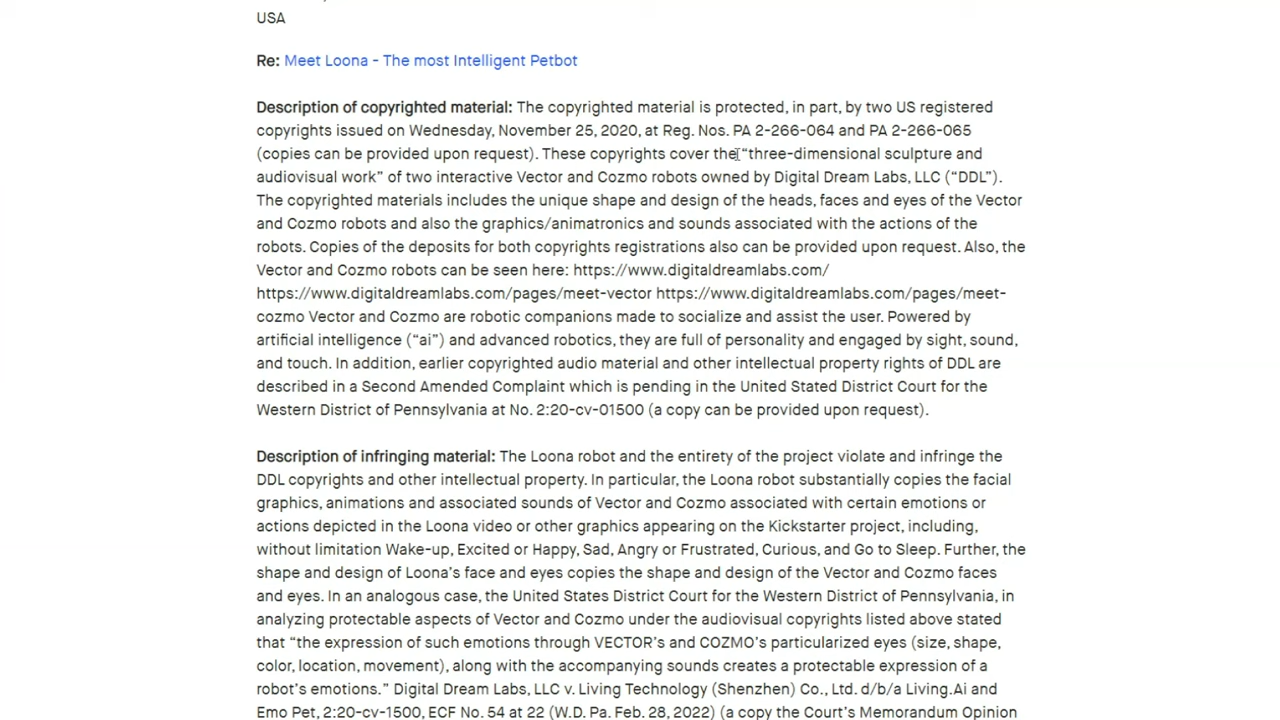 USA
Re: Meet Loona - The most Intelligent Petbot
Description of copyrighted material: The copyrighted material is protected, in part, by two US registered
copyrights issued on Wednesday, November 25, 2020, at Reg. Nos. PA 2-266-064 and PA 2-266-065
(copies can be provided upon request). These copyrights cover the “three-dimensional sculpture and
audiovisual work” of two interactive Vector and Cozmo robots owned by Digital Dream Labs, LLC (“DDL”).
The copyrighted materials includes the unique shape and design of the heads, faces and eyes of the Vector
and Cozmo robots and also the graphics/animatronics and sounds associated with the actions of the
robots. Copies of the deposits for both copyrights registrations also can be provided upon request. Also, the
Vector and Cozmo robots can be seen here: https://www.digitaldreamlabs.com/
https://www.digitaldreamlabs.com/pages/meet-vector https://www.digitaldreamlabs.com/pages/meet-
cozmo Vector and Cozmo are robotic companions made to socialize and assist the user. Powered by
artificial intelligence (“ai”) and advanced robotics, they are full of personality and engaged by sight, sound,
and touch. In addition, earlier copyrighted audio material and other intellectual property rights of DDL are
described in a Second Amended Complaint which is pending in the United Stated District Court for the
Western District of Pennsylvania at No. 2:20-cv-01500 (a copy can be provided upon request).
Description of infringing material: The Loona robot and the entirety of the project violate and infringe the
DDL copyrights and other intellectual property. In particular, the Loona robot substantially copies the facial
graphics, animations and associated sounds of Vector and Cozmo associated with certain emotions or
actions depicted in the Loona video or other graphics appearing on the Kickstarter project, including,
without limitation Wake-up, Excited or Happy, Sad, Angry or Frustrated, Curious, and Go to Sleep. Further, the
shape and design of Loona’s face and eyes copies the shape and design of the Vector and Cozmo faces
and eyes. In an analogous case, the United States District Court for the Western District of Pennsylvania, in
analyzing protectable aspects of Vector and Cozmo under the audiovisual copyrights listed above stated
that “the expression of such emotions through VECTOR’s and COZMO’s particularized eyes (size, shape,
color, location, movement), along with the accompanying sounds creates a protectable expression of a
robot’s emotions.” Digital Dream Labs, LLC v. Living Technology (Shenzhen) Co., Ltd. d/b/a Living.Ai and
Emo Pet, 2:20-cv-1500, ECF No. 54 at 22 (W.D. Pa. Feb. 28, 2022) (a copy the Court’s Memorandum Opinion